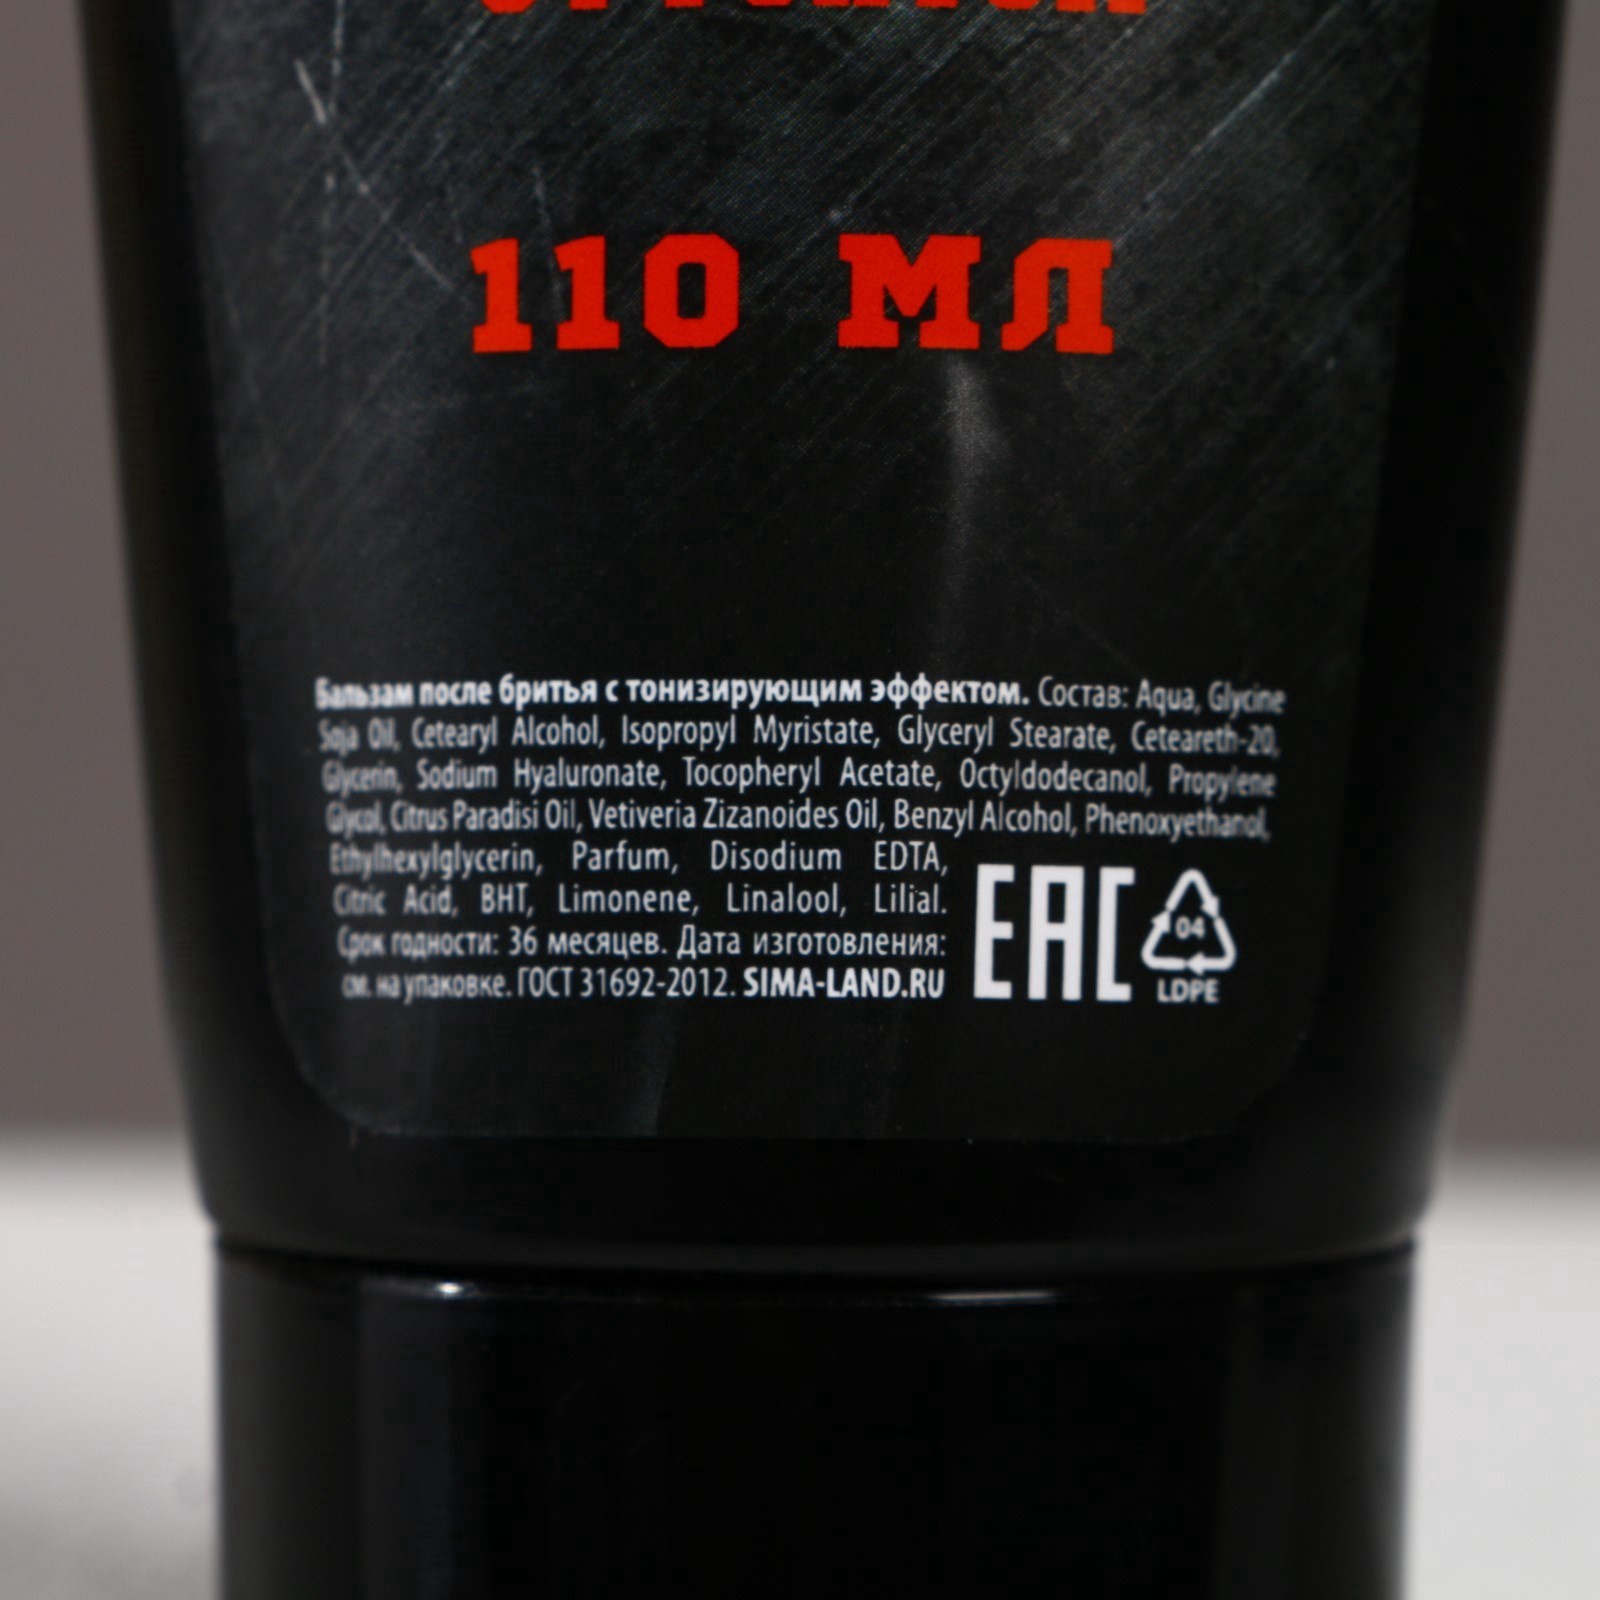 110 МЛ
Бальзам после бритья с тонизирующим эффектом. Состав: Aqua, Glycine
Soja Oil, Cetearyl Alcohol, Isopropyl Myristate, Glyceryl Stearate, Ceteareth-20,
Glycerin, Sodium Hyaluronate, Tocopheryl Acetate, Octyldodecanol, Propylene
Glycol, Citrus Paradisi Oil, Vetiveria Zizanoides Oil, Benzyl Alcohol, Phenoxyethanol,
Ethylhexylglycerin, Parfum, Disodium EDTA,
Citric Acid, BHT, Limonene, Linalool, Lilial.
Срок годности: 36 месяцев. Дата изготовления:
см. на упаковке. ГОСТ 31692-2012. SIMA-LAND.RU
EAC
04
LDPE